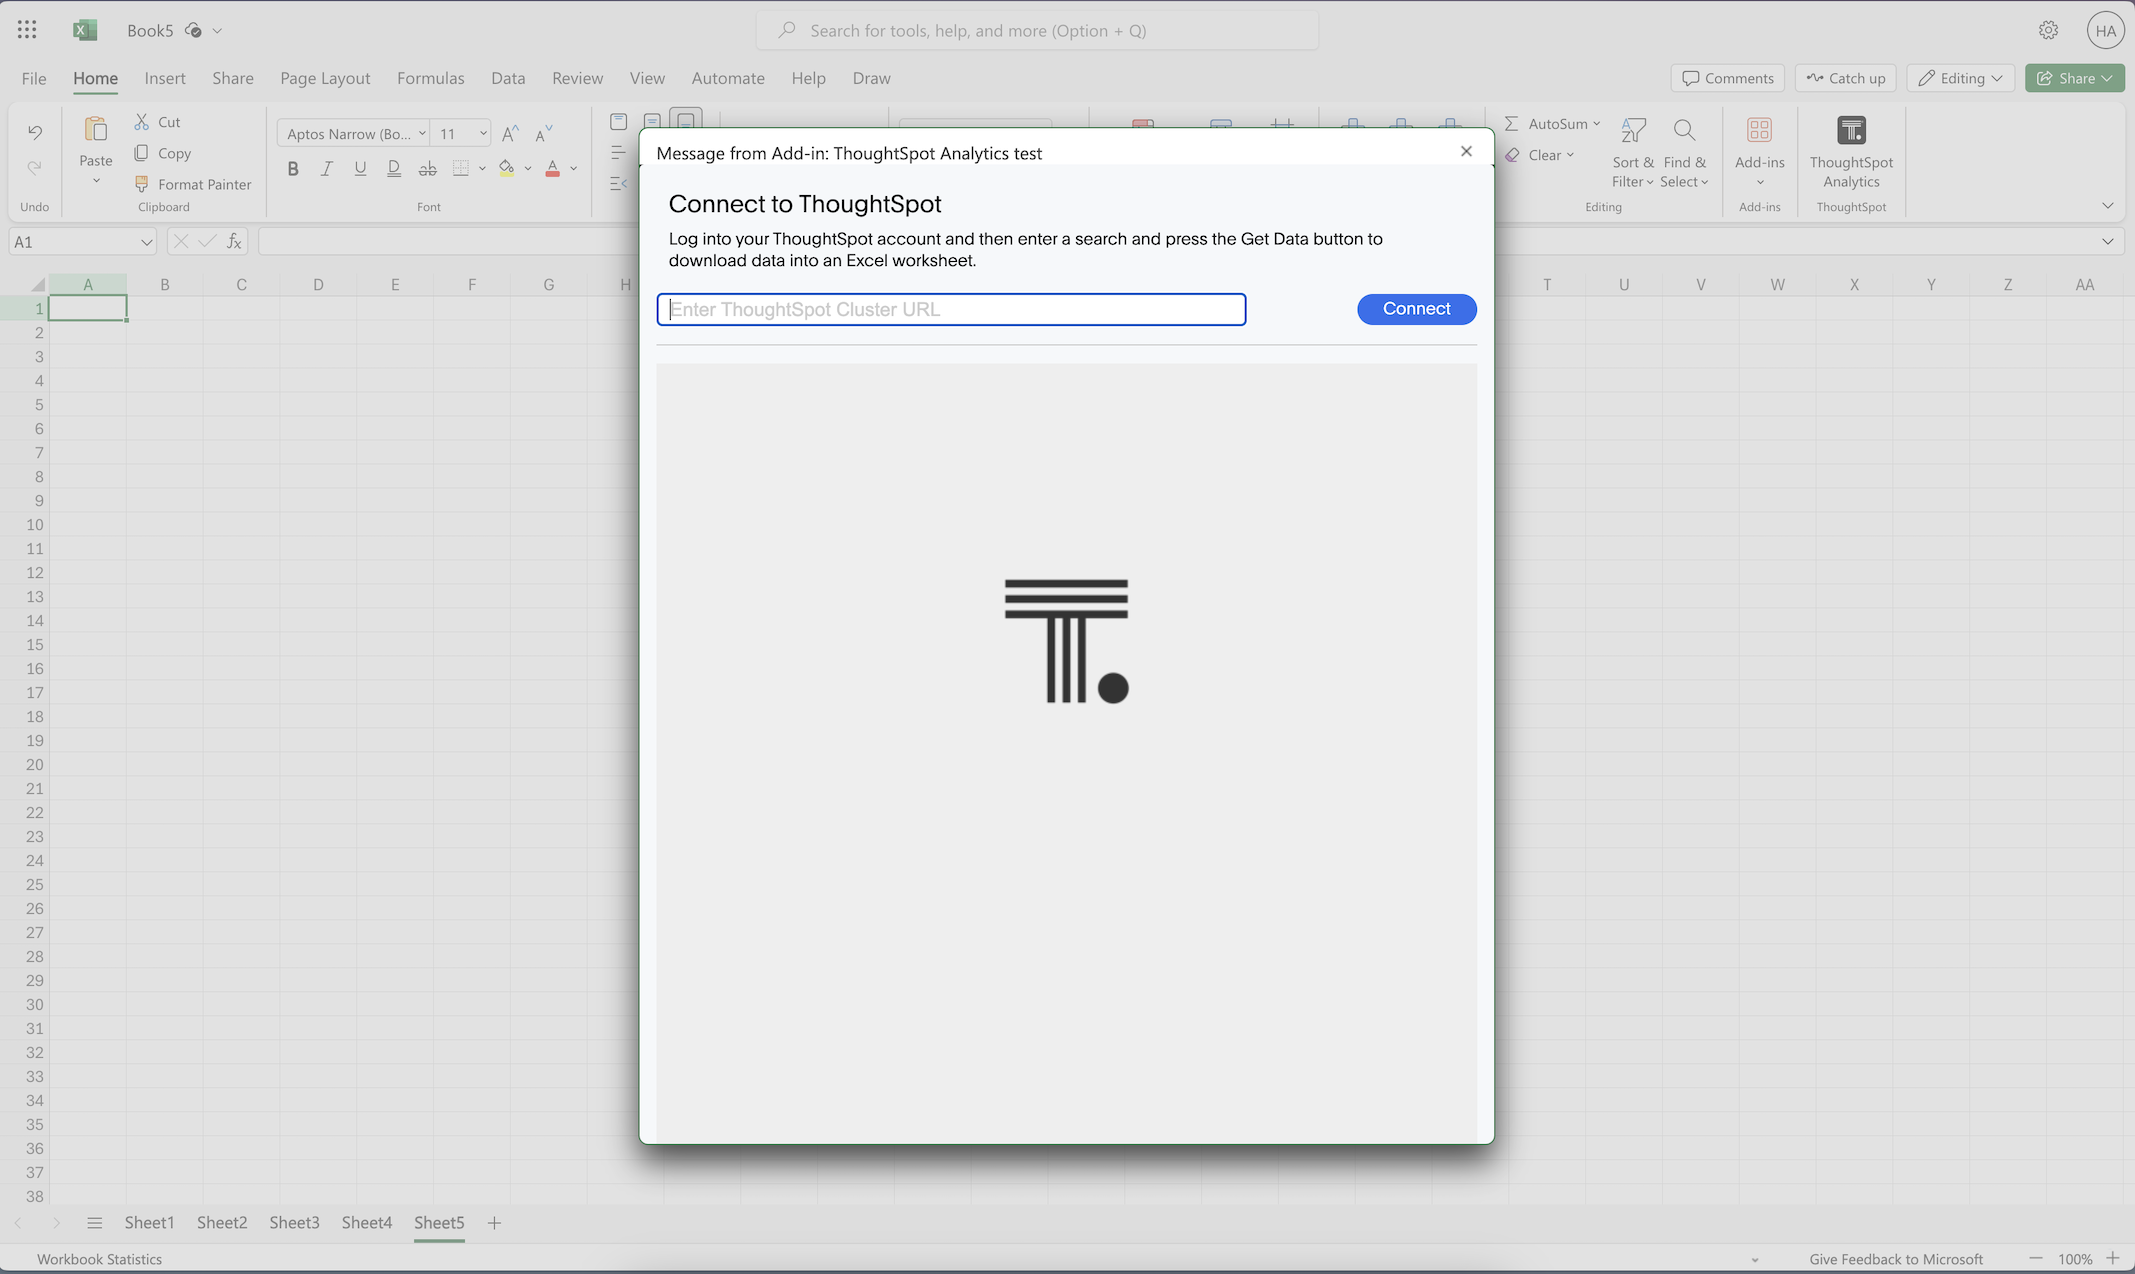 Book5
Search for tools, help, and more (Option + Q)
HA
File Home Insert Share Page Layout Formulas Data Review View Automate Help Draw
Comments Catch up Editing Share
Paste
Cut
Copy
Format Painter
Aptos Narrow (Bo... 11
AutoSum
Clear
Sort & Filter
Find & Select
Add-ins
ThoughtSpot Analytics
Undo Clipboard Font Editing Add-ins ThoughtSpot
A1
fx
Message from Add-in: ThoughtSpot Analytics test
Connect to ThoughtSpot
Log into your ThoughtSpot account and then enter a search and press the Get Data button to
download data into an Excel worksheet.
Enter ThoughtSpot Cluster URL
Connect
A B C D E F G H T U V W X Y Z AA
1
2
3
4
5
6
7
8
9
10
11
12
13
14
15
16
17
18
19
20
21
22
23
24
25
26
27
28
29
30
31
32
33
34
35
36
37
38
Sheet1 Sheet2 Sheet3 Sheet4 Sheet5
Workbook Statistics
Give Feedback to Microsoft
100%